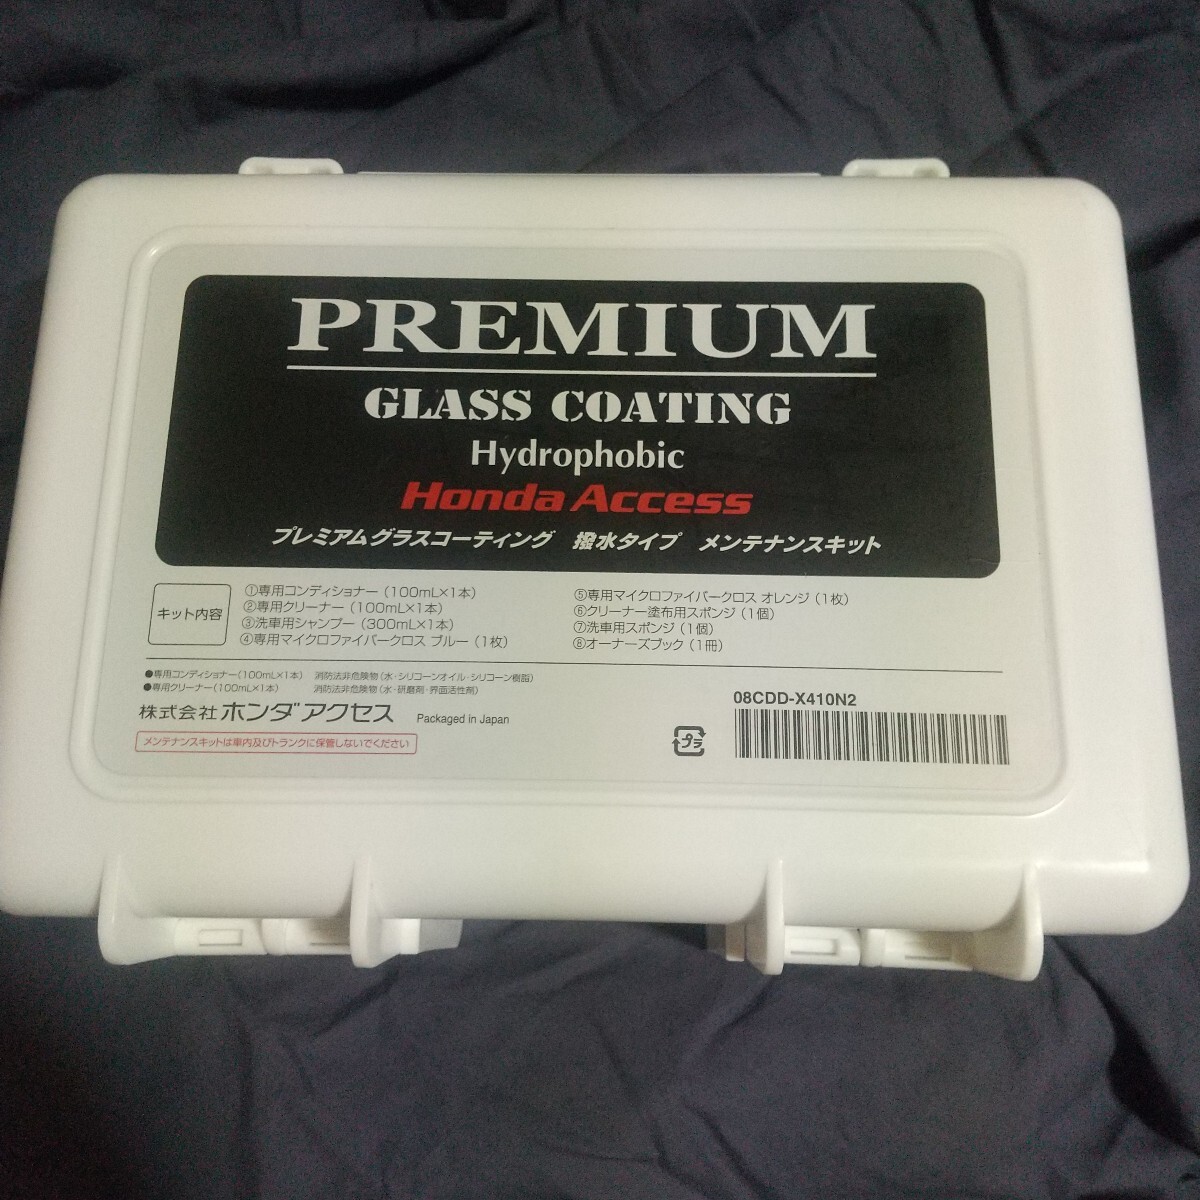 PREMIUM
GLASS COATING
Hydrophobic
Honda Access
プレミアムグラスコーティング 撥水タイプ メンテナンスキット
キット内容
①専用コンディショナー (100mL×1本)
②専用クリーナー (100mL×1本)
③洗車用シャンプー (300mL×1本)
④専用マイクロファイバークロス ブルー (1枚)
⑤専用マイクロファイバークロス オレンジ (1枚)
⑥クリーナー塗布用スポンジ (1個)
⑦洗車用スポンジ (1個)
⑧オーナーズブック (1冊)
●専用コンディショナー(100mL×1本) 消防法非危険物(水・シリコーンオイル・シリコーン樹脂)
●専用クリーナー(100mL×1本) 消防法非危険物(水・研磨剤・界面活性剤)
株式会社 ホンダアクセス Packaged in Japan
メンテナンスキットは車内及びトランクに保管しないでください
プラ
08CDD-X410N2